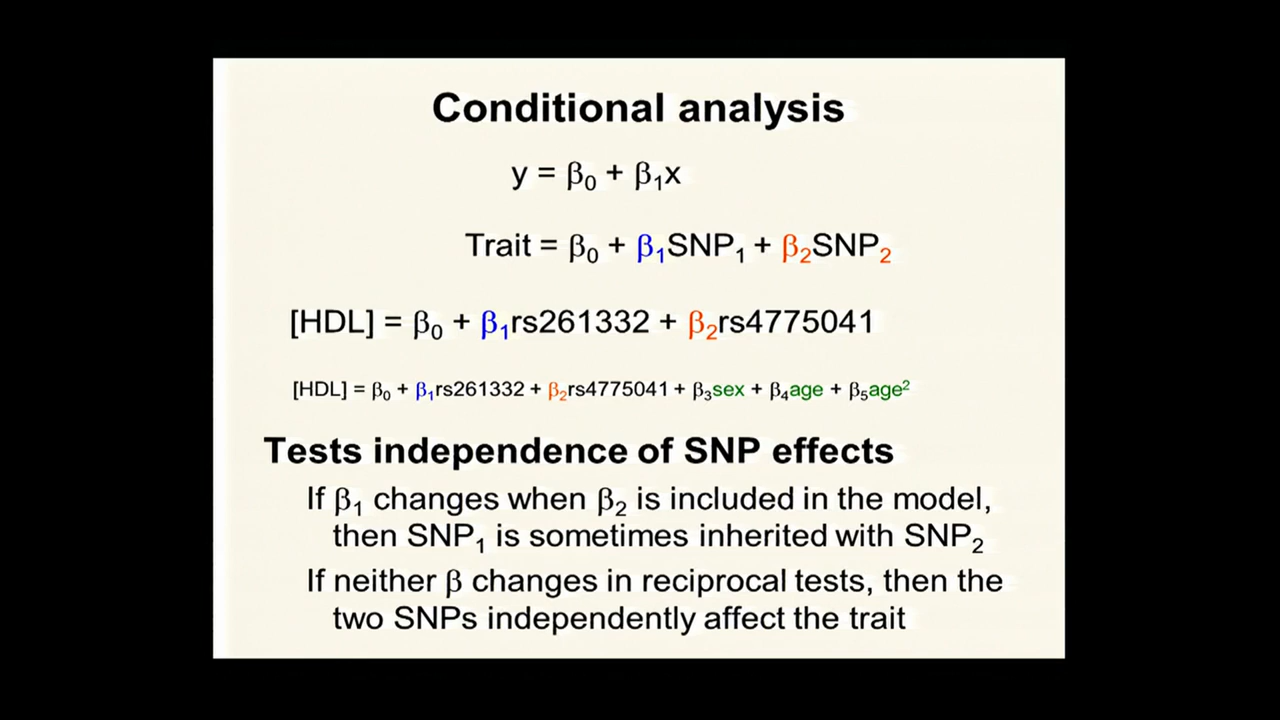 Conditional analysis
y = β₀ + β₁x
Trait = β₀ + β₁SNP₁ + β₂SNP₂
[HDL] = β₀ + β₁rs261332 + β₂rs4775041
[HDL] = β₀ + β₁rs261332 + β₂rs4775041 + β₃sex + β₄age + β₅age²
Tests independence of SNP effects
If β₁ changes when β₂ is included in the model,
then SNP₁ is sometimes inherited with SNP₂
If neither β changes in reciprocal tests, then the
two SNPs independently affect the trait